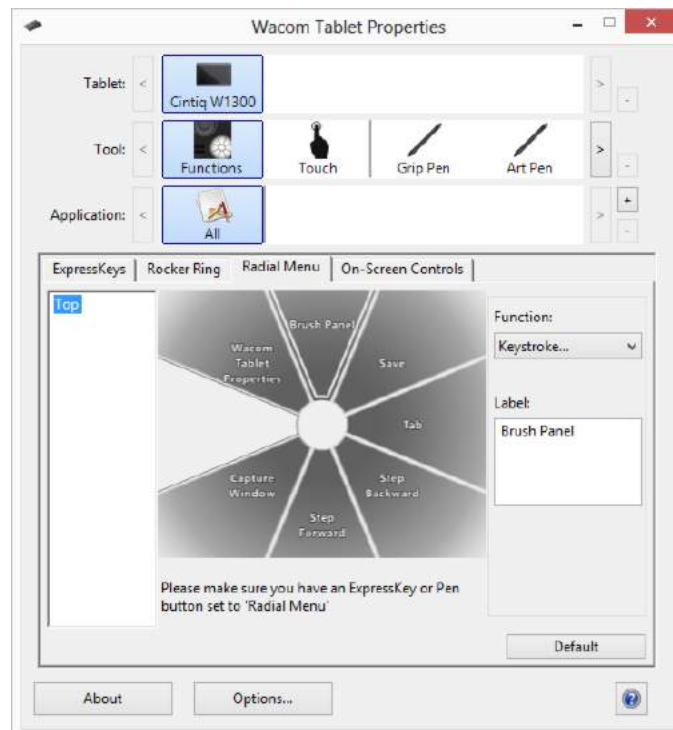 Wacom Tablet Properties
Tablet:
Cintiq W1300
Tool:
Functions
Touch
Grip Pen
Art Pen
Application:
All
ExpressKeys
Rocker Ring
Radial Menu
On-Screen Controls
Top
Brush Panel
Wacom
Tablet
Properties
Save
Tab
Capture
Window
Step
Backward
Step
Forward
Please make sure you have an ExpressKey or Pen
button set to 'Radial Menu'
Function:
Keystroke...
Label:
Brush Panel
Default
About
Options...